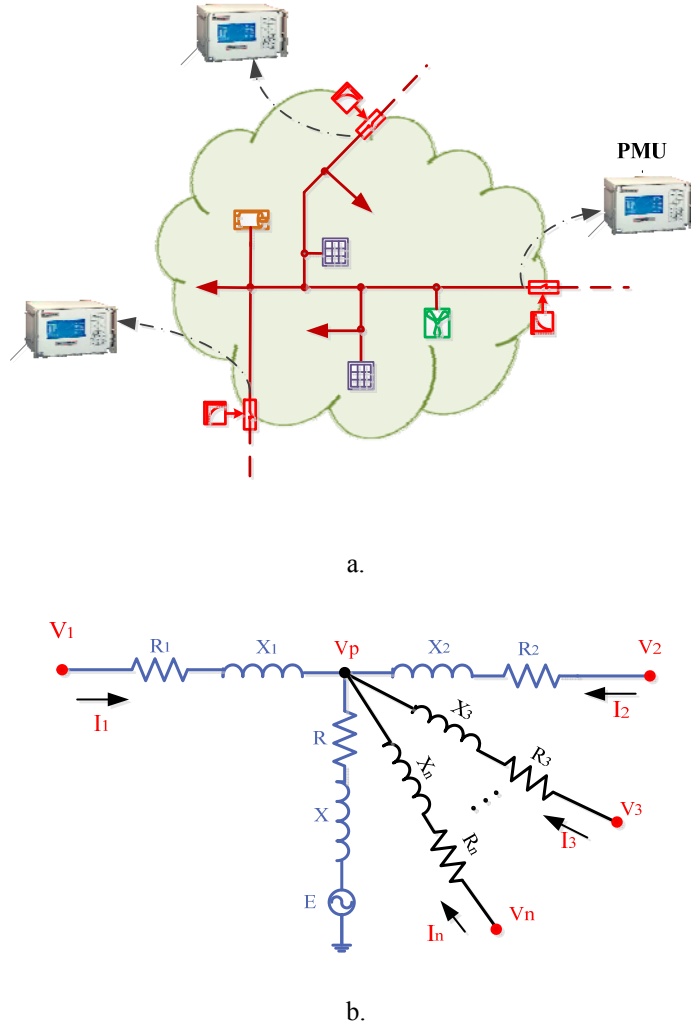 PMU
a.
V1 R1 X1 Vp X2 R2 V2
I1 I2
R X3 R3
X Xn V3
... I3
Rn
E Vn
In
b.